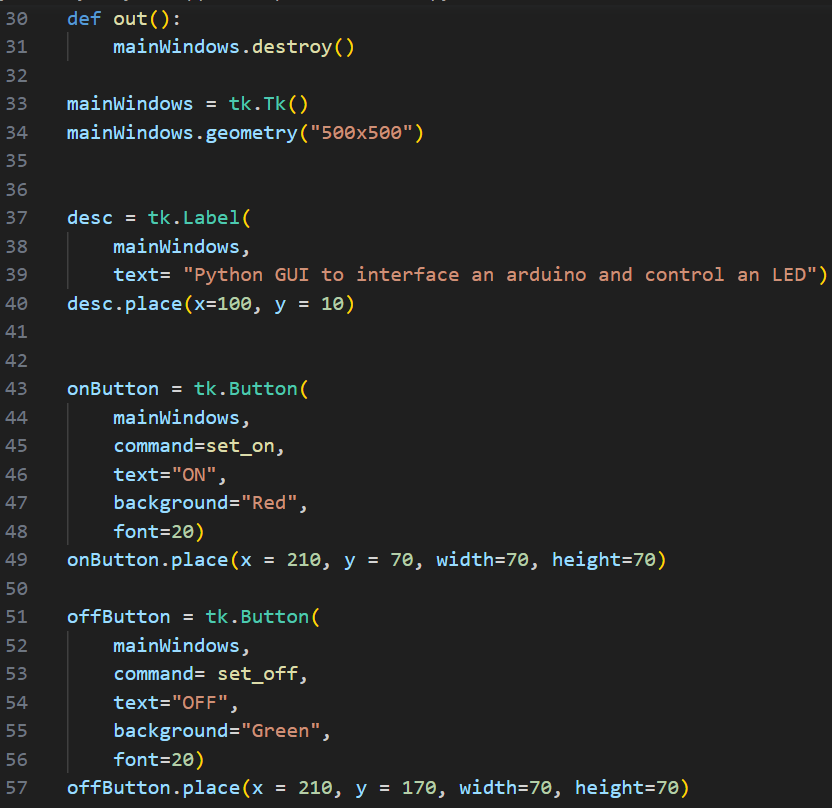 30 def out():
31     mainWindows.destroy()
32
33 mainWindows = tk.Tk()
34 mainWindows.geometry("500x500")
35
36
37 desc = tk.Label(
38     mainWindows,
39     text= "Python GUI to interface an arduino and control an LED")
40 desc.place(x=100, y = 10)
41
42
43 onButton = tk.Button(
44     mainWindows,
45     command=set_on,
46     text="ON",
47     background="Red",
48     font=20)
49 onButton.place(x = 210, y = 70, width=70, height=70)
50
51 offButton = tk.Button(
52     mainWindows,
53     command= set_off,
54     text="OFF",
55     background="Green",
56     font=20)
57 offButton.place(x = 210, y = 170, width=70, height=70)